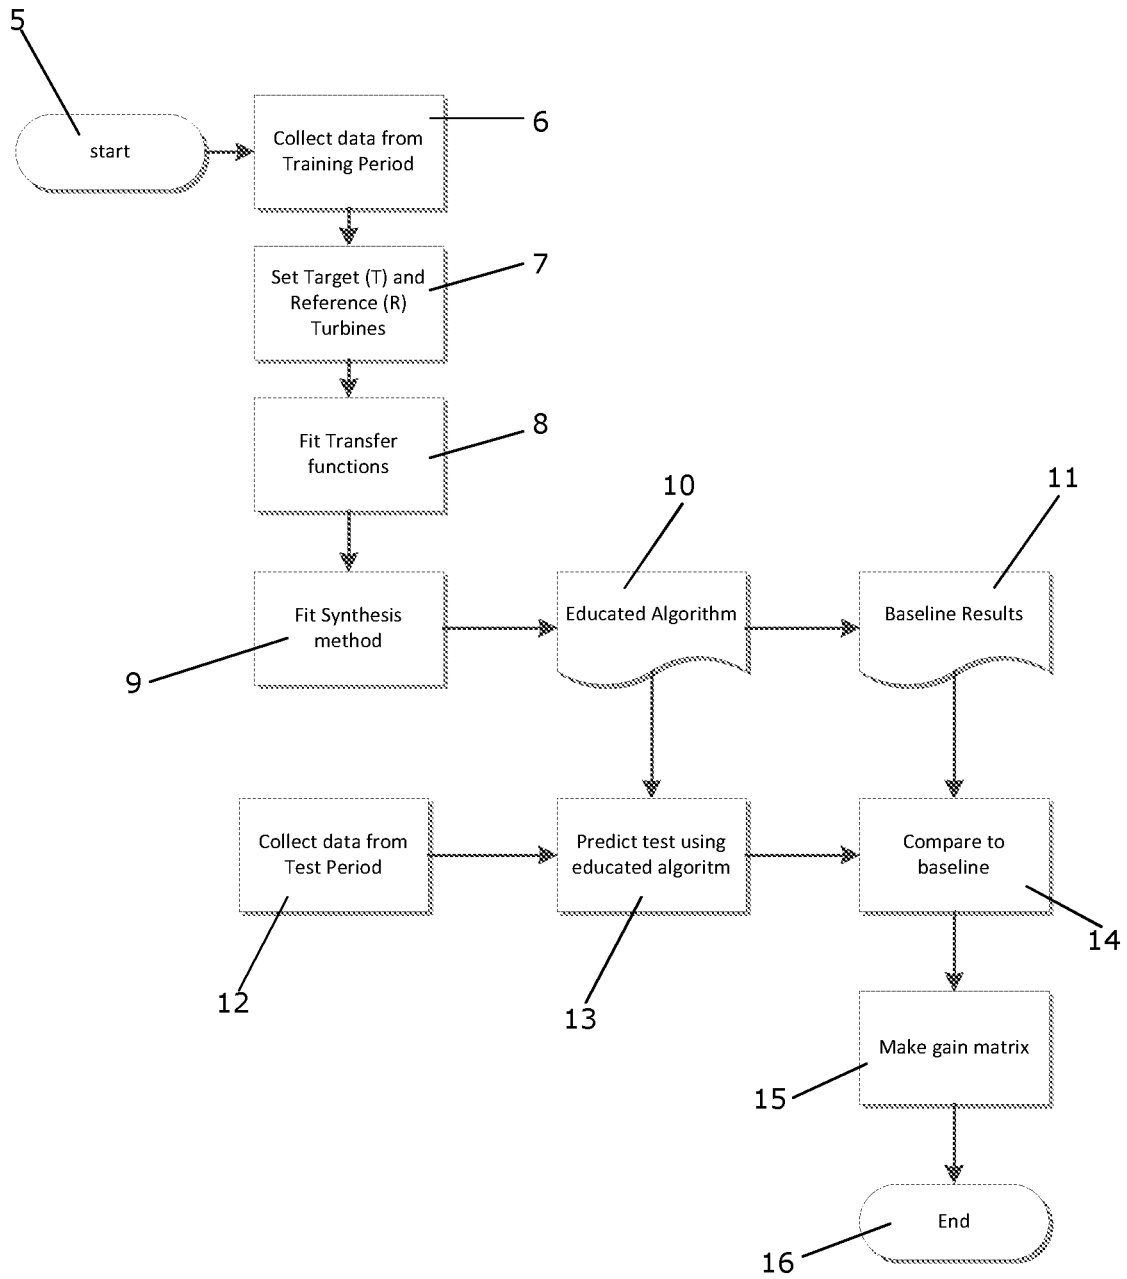 5
start
Collect data from
Training Period
6
Set Target (T) and
Reference (R)
Turbines
7
Fit Transfer
functions
8
Fit Synthesis
method
9
Educated Algorithm
10
Baseline Results
11
Collect data from
Test Period
12
Predict test using
educated algoritm
13
Compare to
baseline
14
Make gain matrix
15
End
16